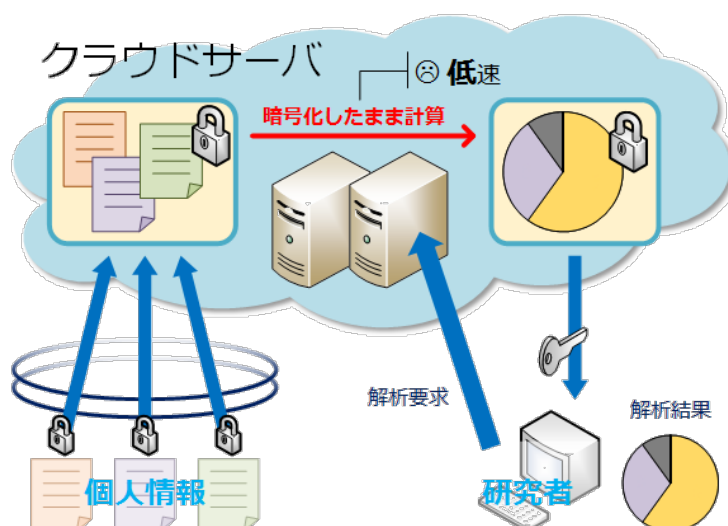 クラウドサーバ
☹ 低速
暗号化したまま計算
解析要求
解析結果
個人情報
研究者